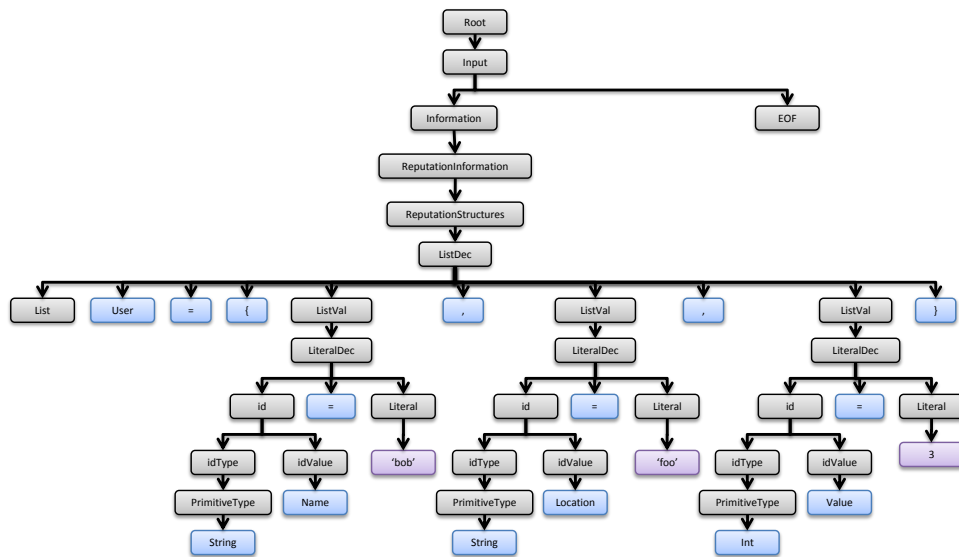 Root
Input
Information EOF
ReputationInformation
ReputationStructures
ListDec
List User = { ListVal , ListVal , ListVal }
LiteralDec LiteralDec LiteralDec
id = Literal id = Literal id = Literal
idType idValue ‘bob’ idType idValue ‘foo’ idType idValue 3
PrimitiveType Name PrimitiveType Location PrimitiveType Value
String String Int